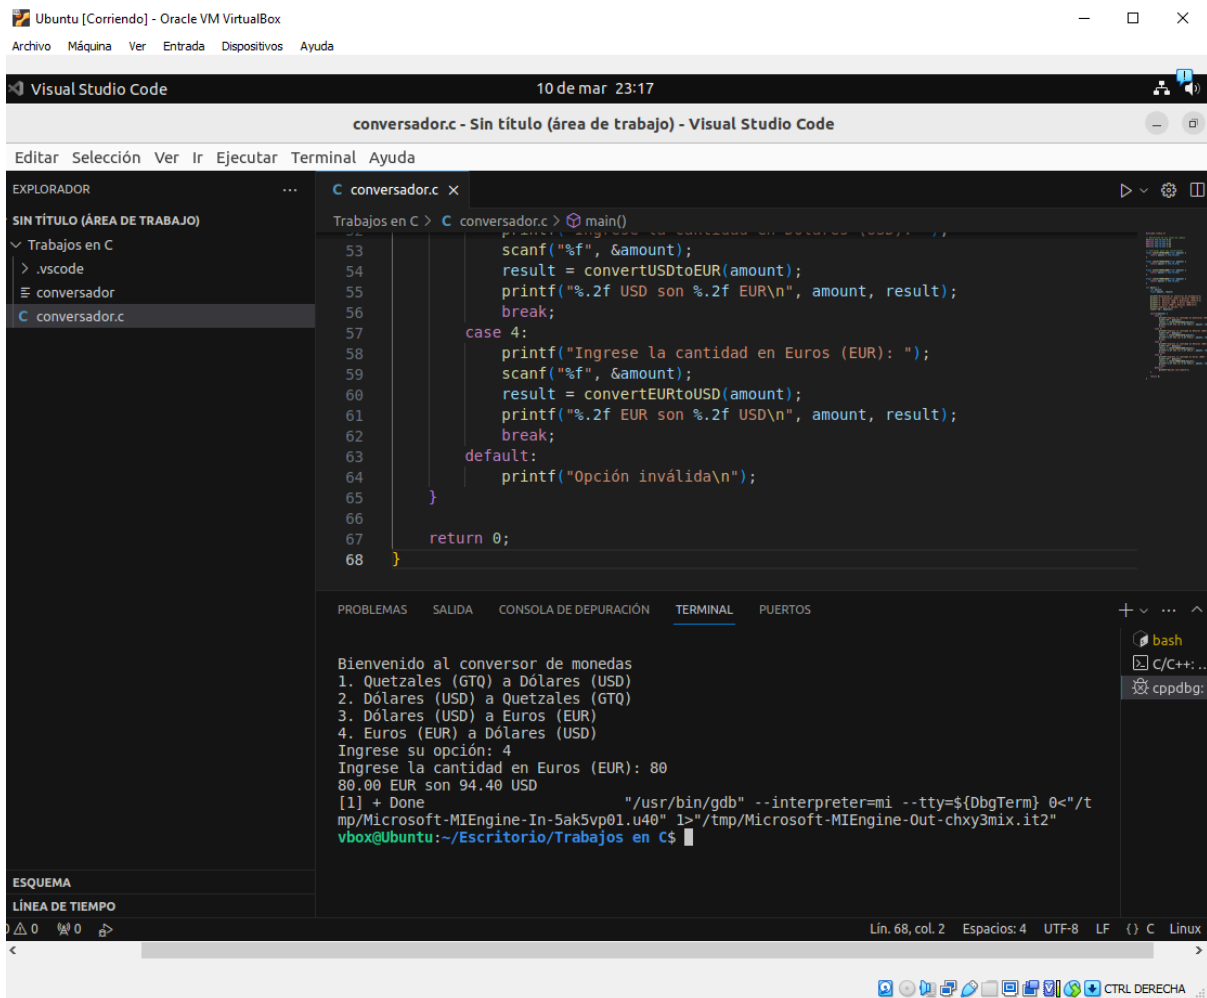 Ubuntu [Corriendo] - Oracle VM VirtualBox
Archivo Máquina Ver Entrada Dispositivos Ayuda
Visual Studio Code 10 de mar 23:17
conversador.c - Sin título (área de trabajo) - Visual Studio Code
Editar Selección Ver Ir Ejecutar Terminal Ayuda
EXPLORADOR
SIN TÍTULO (ÁREA DE TRABAJO)
Trabajos en C
.vscode
conversador
C conversador.c
C conversador.c
Trabajos en C > C conversador.c > main()
53 scanf("%f", &amount);
54 result = convertUSDtoEUR(amount);
55 printf("%.2f USD son %.2f EUR\n", amount, result);
56 break;
57 case 4:
58 printf("Ingrese la cantidad en Euros (EUR): ");
59 scanf("%f", &amount);
60 result = convertEURtoUSD(amount);
61 printf("%.2f EUR son %.2f USD\n", amount, result);
62 break;
63 default:
64 printf("Opción inválida\n");
65 }
66
67 return 0;
68 }
PROBLEMAS SALIDA CONSOLA DE DEPURACIÓN TERMINAL PUERTOS
Bienvenido al conversor de monedas
1. Quetzales (GTQ) a Dólares (USD)
2. Dólares (USD) a Quetzales (GTQ)
3. Dólares (USD) a Euros (EUR)
4. Euros (EUR) a Dólares (USD)
Ingrese su opción: 4
Ingrese la cantidad en Euros (EUR): 80
80.00 EUR son 94.40 USD
[1] + Done "/usr/bin/gdb" --interpreter=mi --tty=${DbgTerm} 0<"/t
mp/Microsoft-MIEngine-In-5ak5vp01.u40" 1>"/tmp/Microsoft-MIEngine-Out-chxy3mix.it2"
vbox@Ubuntu:~/Escritorio/Trabajos en C$
bash
C/C++: ..
cppdbg:
ESQUEMA
LÍNEA DE TIEMPO
0 0 Lín. 68, col. 2 Espacios: 4 UTF-8 LF {} C Linux
CTRL DERECHA